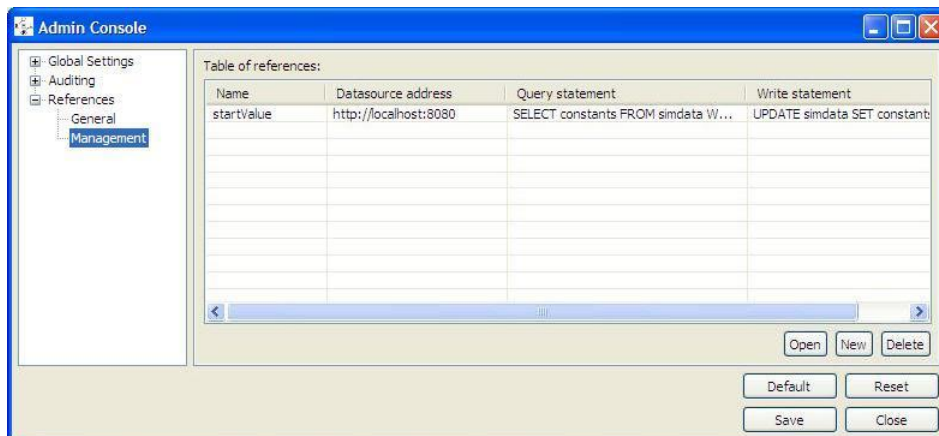 Admin Console
Global Settings
Auditing
References
General
Management
Table of references:
Name Datasource address Query statement Write statement
startValue http://localhost:8080 SELECT constants FROM simdata W... UPDATE simdata SET constant
Open New Delete
Default Reset
Save Close